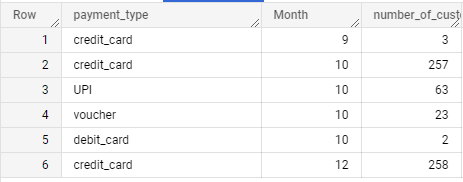 Row payment_type Month number_of_cust
1 credit_card 9 3
2 credit_card 10 257
3 UPI 10 63
4 voucher 10 23
5 debit_card 10 2
6 credit_card 12 258